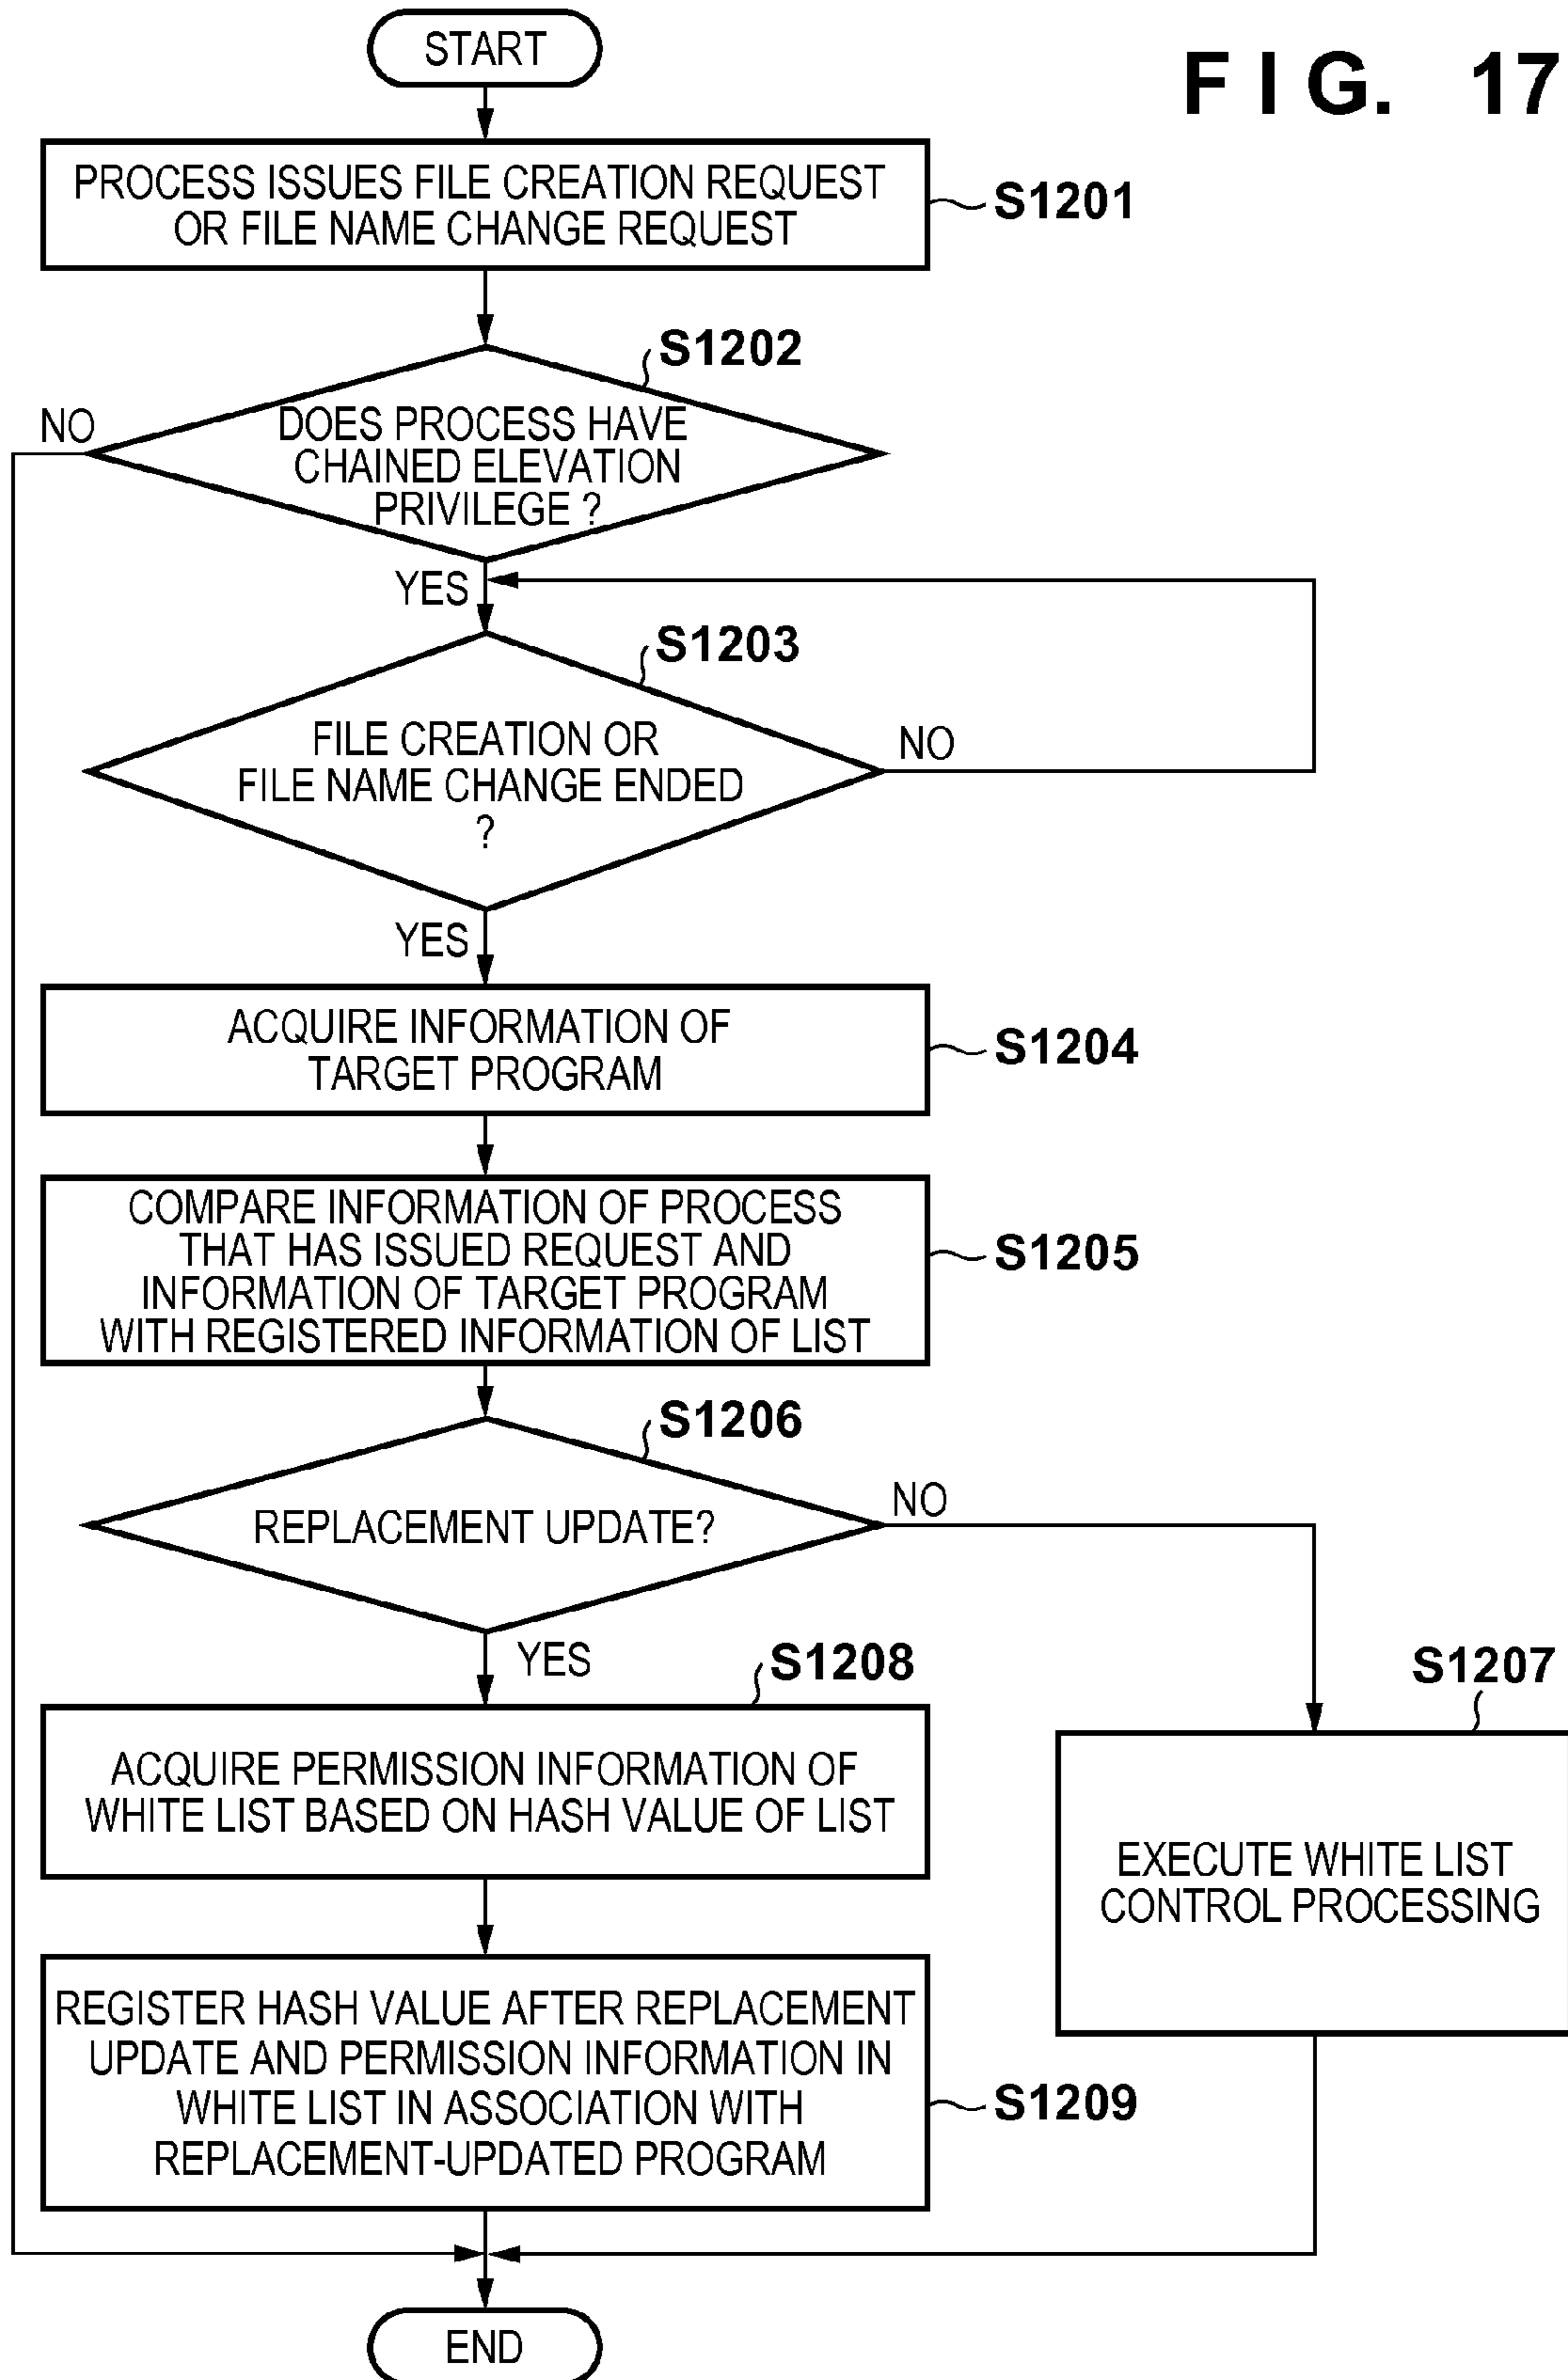 START
F I G. 17
PROCESS ISSUES FILE CREATION REQUEST
OR FILE NAME CHANGE REQUEST
S1201
S1202
NO
DOES PROCESS HAVE
CHAINED ELEVATION
PRIVILEGE ?
YES
S1203
FILE CREATION OR
FILE NAME CHANGE ENDED
?
NO
YES
ACQUIRE INFORMATION OF
TARGET PROGRAM
S1204
COMPARE INFORMATION OF PROCESS
THAT HAS ISSUED REQUEST AND
INFORMATION OF TARGET PROGRAM
WITH REGISTERED INFORMATION OF LIST
S1205
S1206
REPLACEMENT UPDATE?
NO
YES
S1208
S1207
ACQUIRE PERMISSION INFORMATION OF
WHITE LIST BASED ON HASH VALUE OF LIST
EXECUTE WHITE LIST
CONTROL PROCESSING
REGISTER HASH VALUE AFTER REPLACEMENT
UPDATE AND PERMISSION INFORMATION IN
WHITE LIST IN ASSOCIATION WITH
REPLACEMENT-UPDATED PROGRAM
S1209
END